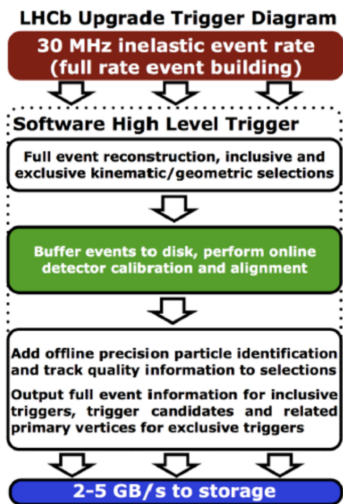 LHCb Upgrade Trigger Diagram
30 MHz inelastic event rate
(full rate event building)
Software High Level Trigger
Full event reconstruction, inclusive and
exclusive kinematic/geometric selections
Buffer events to disk, perform online
detector calibration and alignment
Add offline precision particle identification
and track quality information to selections
Output full event information for inclusive
triggers, trigger candidates and related
primary vertices for exclusive triggers
2-5 GB/s to storage